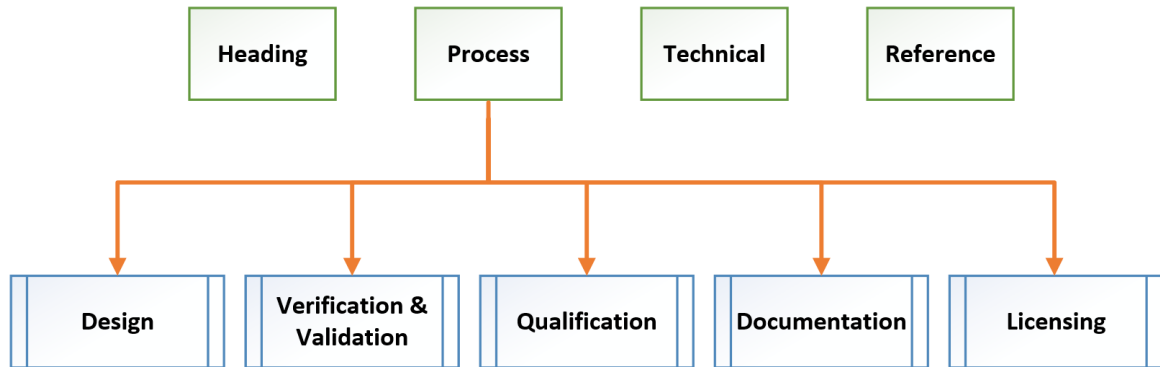 Heading
Process
Technical
Reference
Design
Verification &
Validation
Qualification
Documentation
Licensing